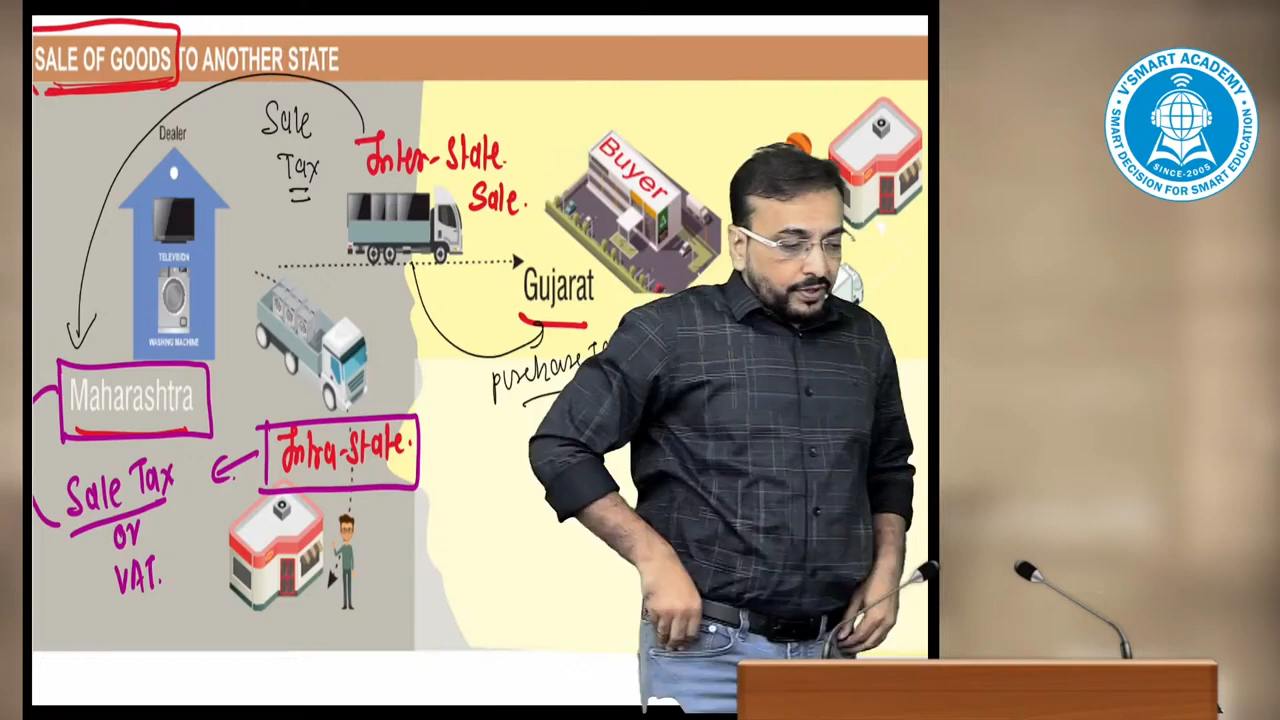 SALE OF GOODS TO ANOTHER STATE
Dealer
Sale
Tax
Inter-State
Sale.
TELEVISION
WASHING MACHINE
Buyer
Gujarat
purchase
Maharashtra
Intra-State.
Sale Tax
or
VAT.
V'SMART ACADEMY
SMART DECISION FOR SMART EDUCATION
SINCE-2005